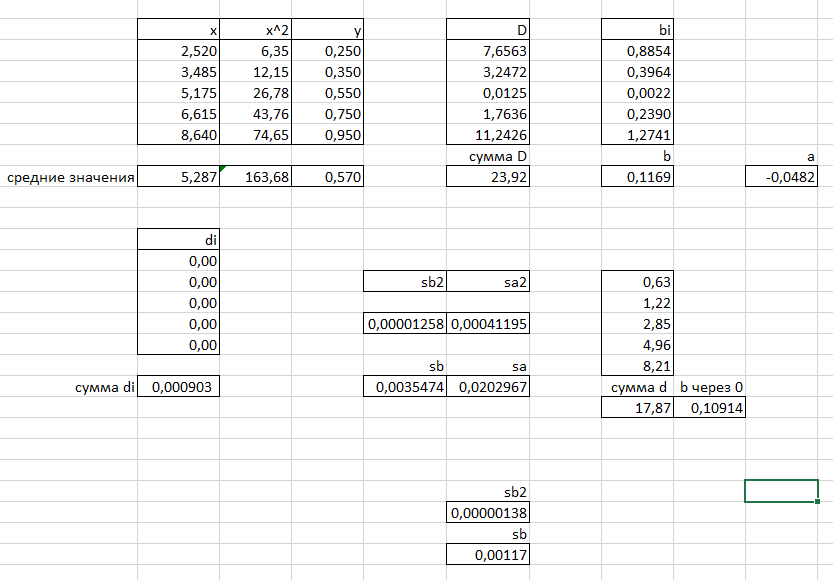 x x^2 y D bi
2,520 6,35 0,250 7,6563 0,8854
3,485 12,15 0,350 3,2472 0,3964
5,175 26,78 0,550 0,0125 0,0022
6,615 43,76 0,750 1,7636 0,2390
8,640 74,65 0,950 11,2426 1,2741
сумма D b a
средние значения 5,287 163,68 0,570 23,92 0,1169 -0,0482
di
0,00
0,00 sb2 sa2 0,63
0,00 1,22
0,00 0,00001258 0,00041195 2,85
0,00 4,96
sb sa 8,21
сумма di 0,000903 0,0035474 0,0202967 сумма d b через 0
17,87 0,10914
sb2
0,00000138
sb
0,00117